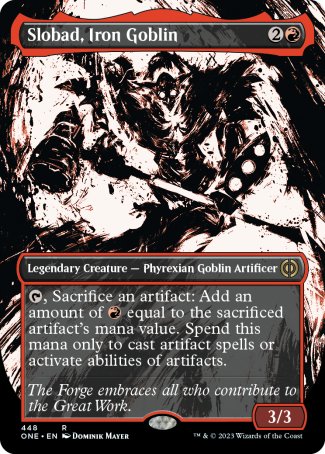 Slobad, Iron Goblin 2
Legendary Creature — Phyrexian Goblin Artificer
, Sacrifice an artifact: Add an
amount of equal to the sacrificed
artifact's mana value. Spend this
mana only to cast artifact spells or
activate abilities of artifacts.
The Forge embraces all who contribute to
the Great Work.
3/3
448 R
ONE • EN Dominik Mayer ™ & © 2023 Wizards of the Coast